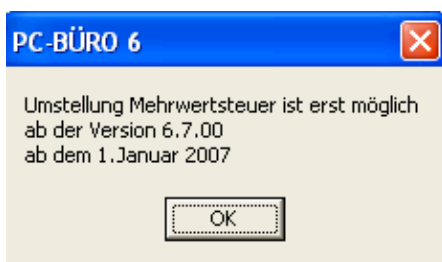 PC-BÜRO 6
Umstellung Mehrwertsteuer ist erst möglich
ab der Version 6.7.00
ab dem 1.Januar 2007
OK